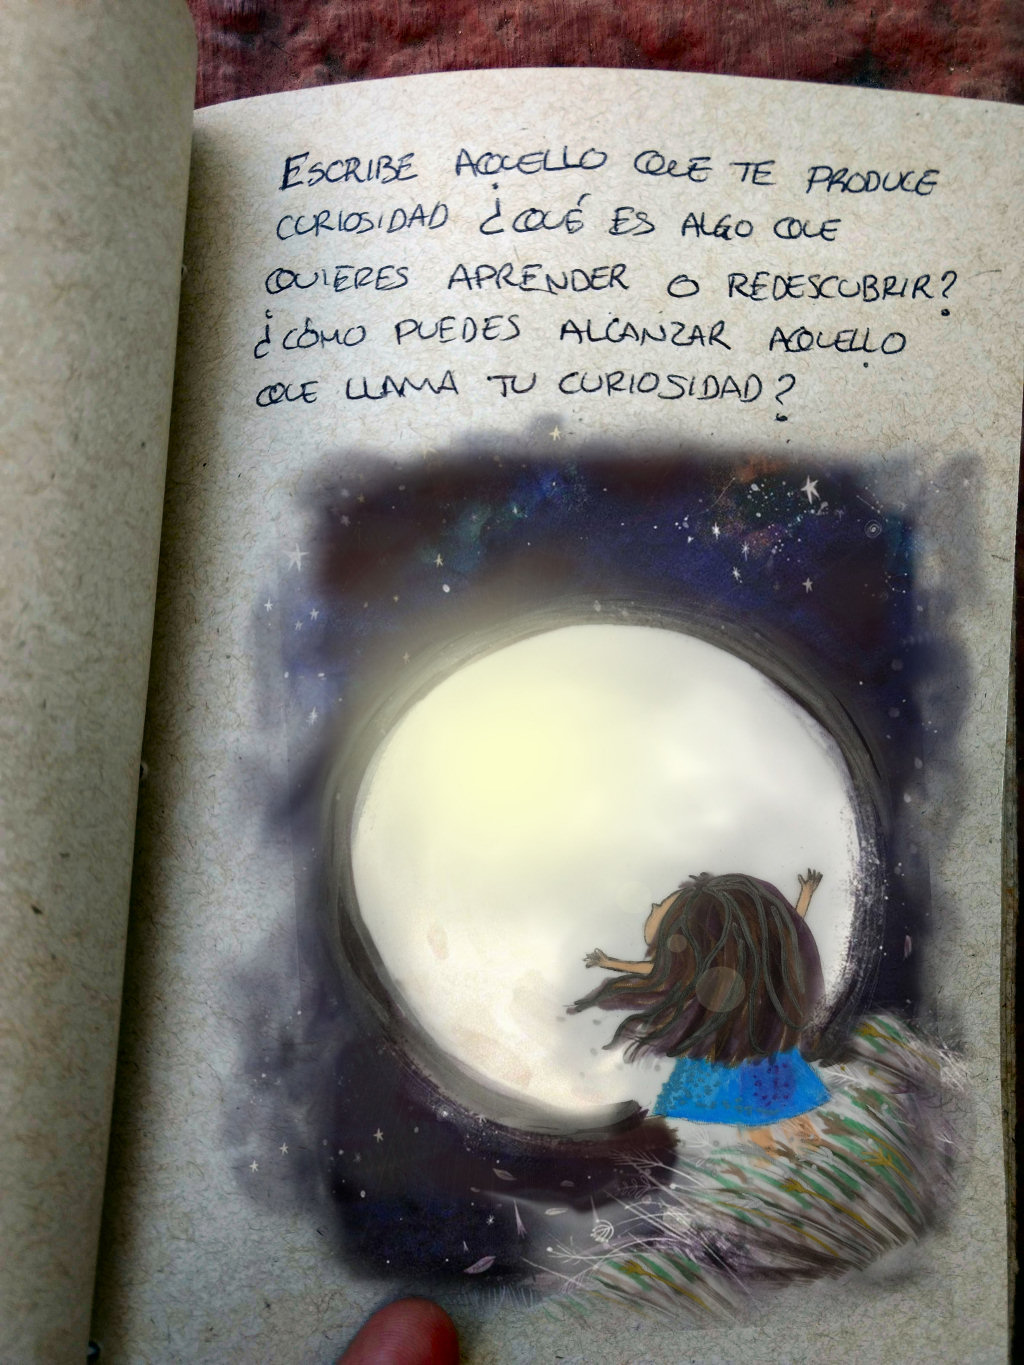 ESCRIBE AQUELLO QUE TE PRODUCE
CURIOSIDAD ¿QUÉ ES ALGO QUE
QUIERES APRENDER O REDESCUBRIR?
¿CÓMO PUEDES ALCANZAR AQUELLO
QUE LLAMA TU CURIOSIDAD?